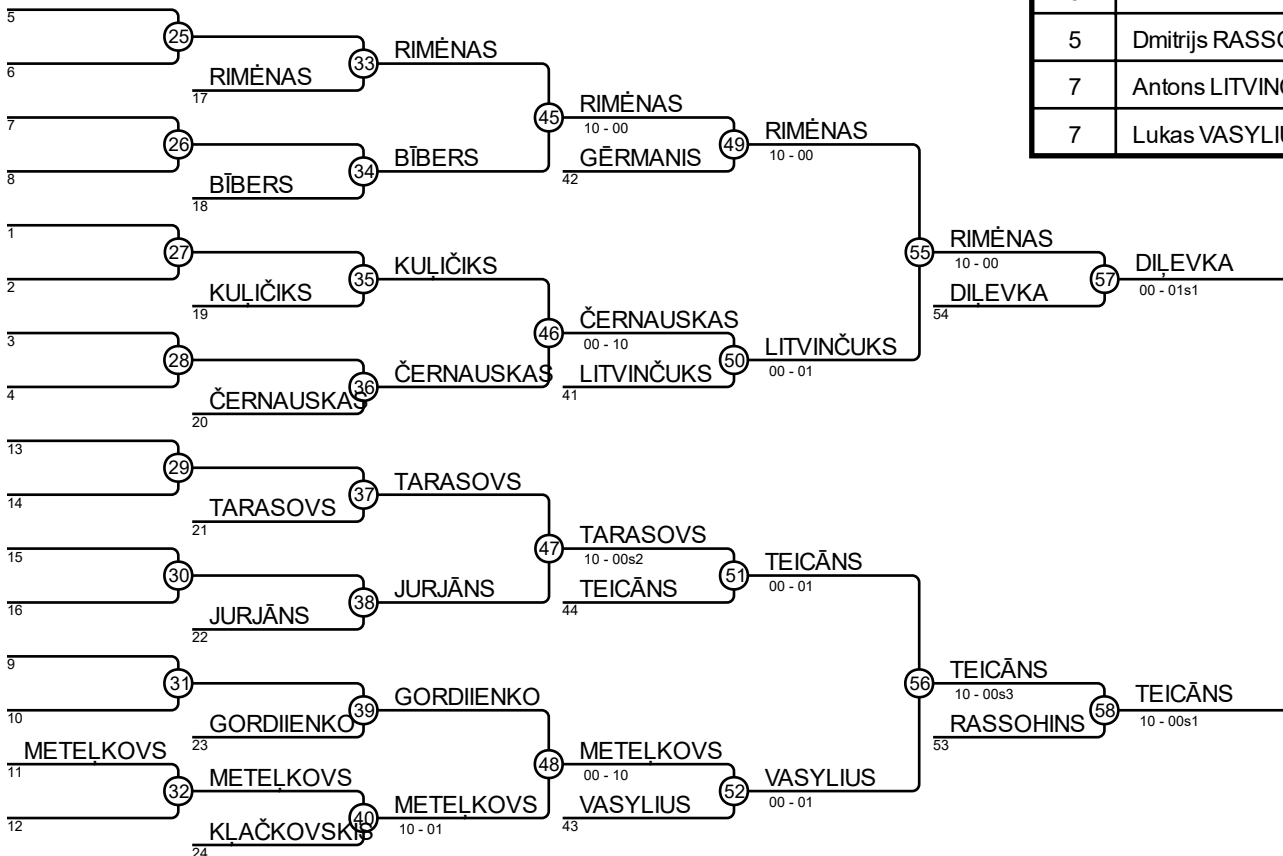 5
25
6
RIMĖNAS
17
33
RIMĖNAS
7
26
8
BĪBERS
18
34
BĪBERS
45
RIMĖNAS
10 - 00
GĒRMANIS
42
49
RIMĖNAS
10 - 00
1
27
2
KUĻIČIKS
19
35
KUĻIČIKS
3
28
4
ČERNAUSKAS
20
36
ČERNAUSKAS
46
ČERNAUSKAS
00 - 10
LITVINČUKS
41
50
LITVINČUKS
00 - 01
55
RIMĖNAS
10 - 00
DIĻEVKA
54
57
DIĻEVKA
00 - 01s1
13
29
14
TARASOVS
21
37
TARASOVS
15
30
16
JURJĀNS
22
38
JURJĀNS
47
TARASOVS
10 - 00s2
TEICĀNS
44
51
TEICĀNS
00 - 01
9
31
10
GORDIIENKO
23
39
GORDIIENKO
METEĻKOVS
11
32
12
METEĻKOVS
KĻAČKOVSKIS
24
40
METEĻKOVS
10 - 01
48
METEĻKOVS
00 - 10
VASYLIUS
43
52
VASYLIUS
00 - 01
56
TEICĀNS
10 - 00s3
RASSOHINS
53
58
TEICĀNS
10 - 00s1
5 Dmitrijs
7 Antons
7 Lukas